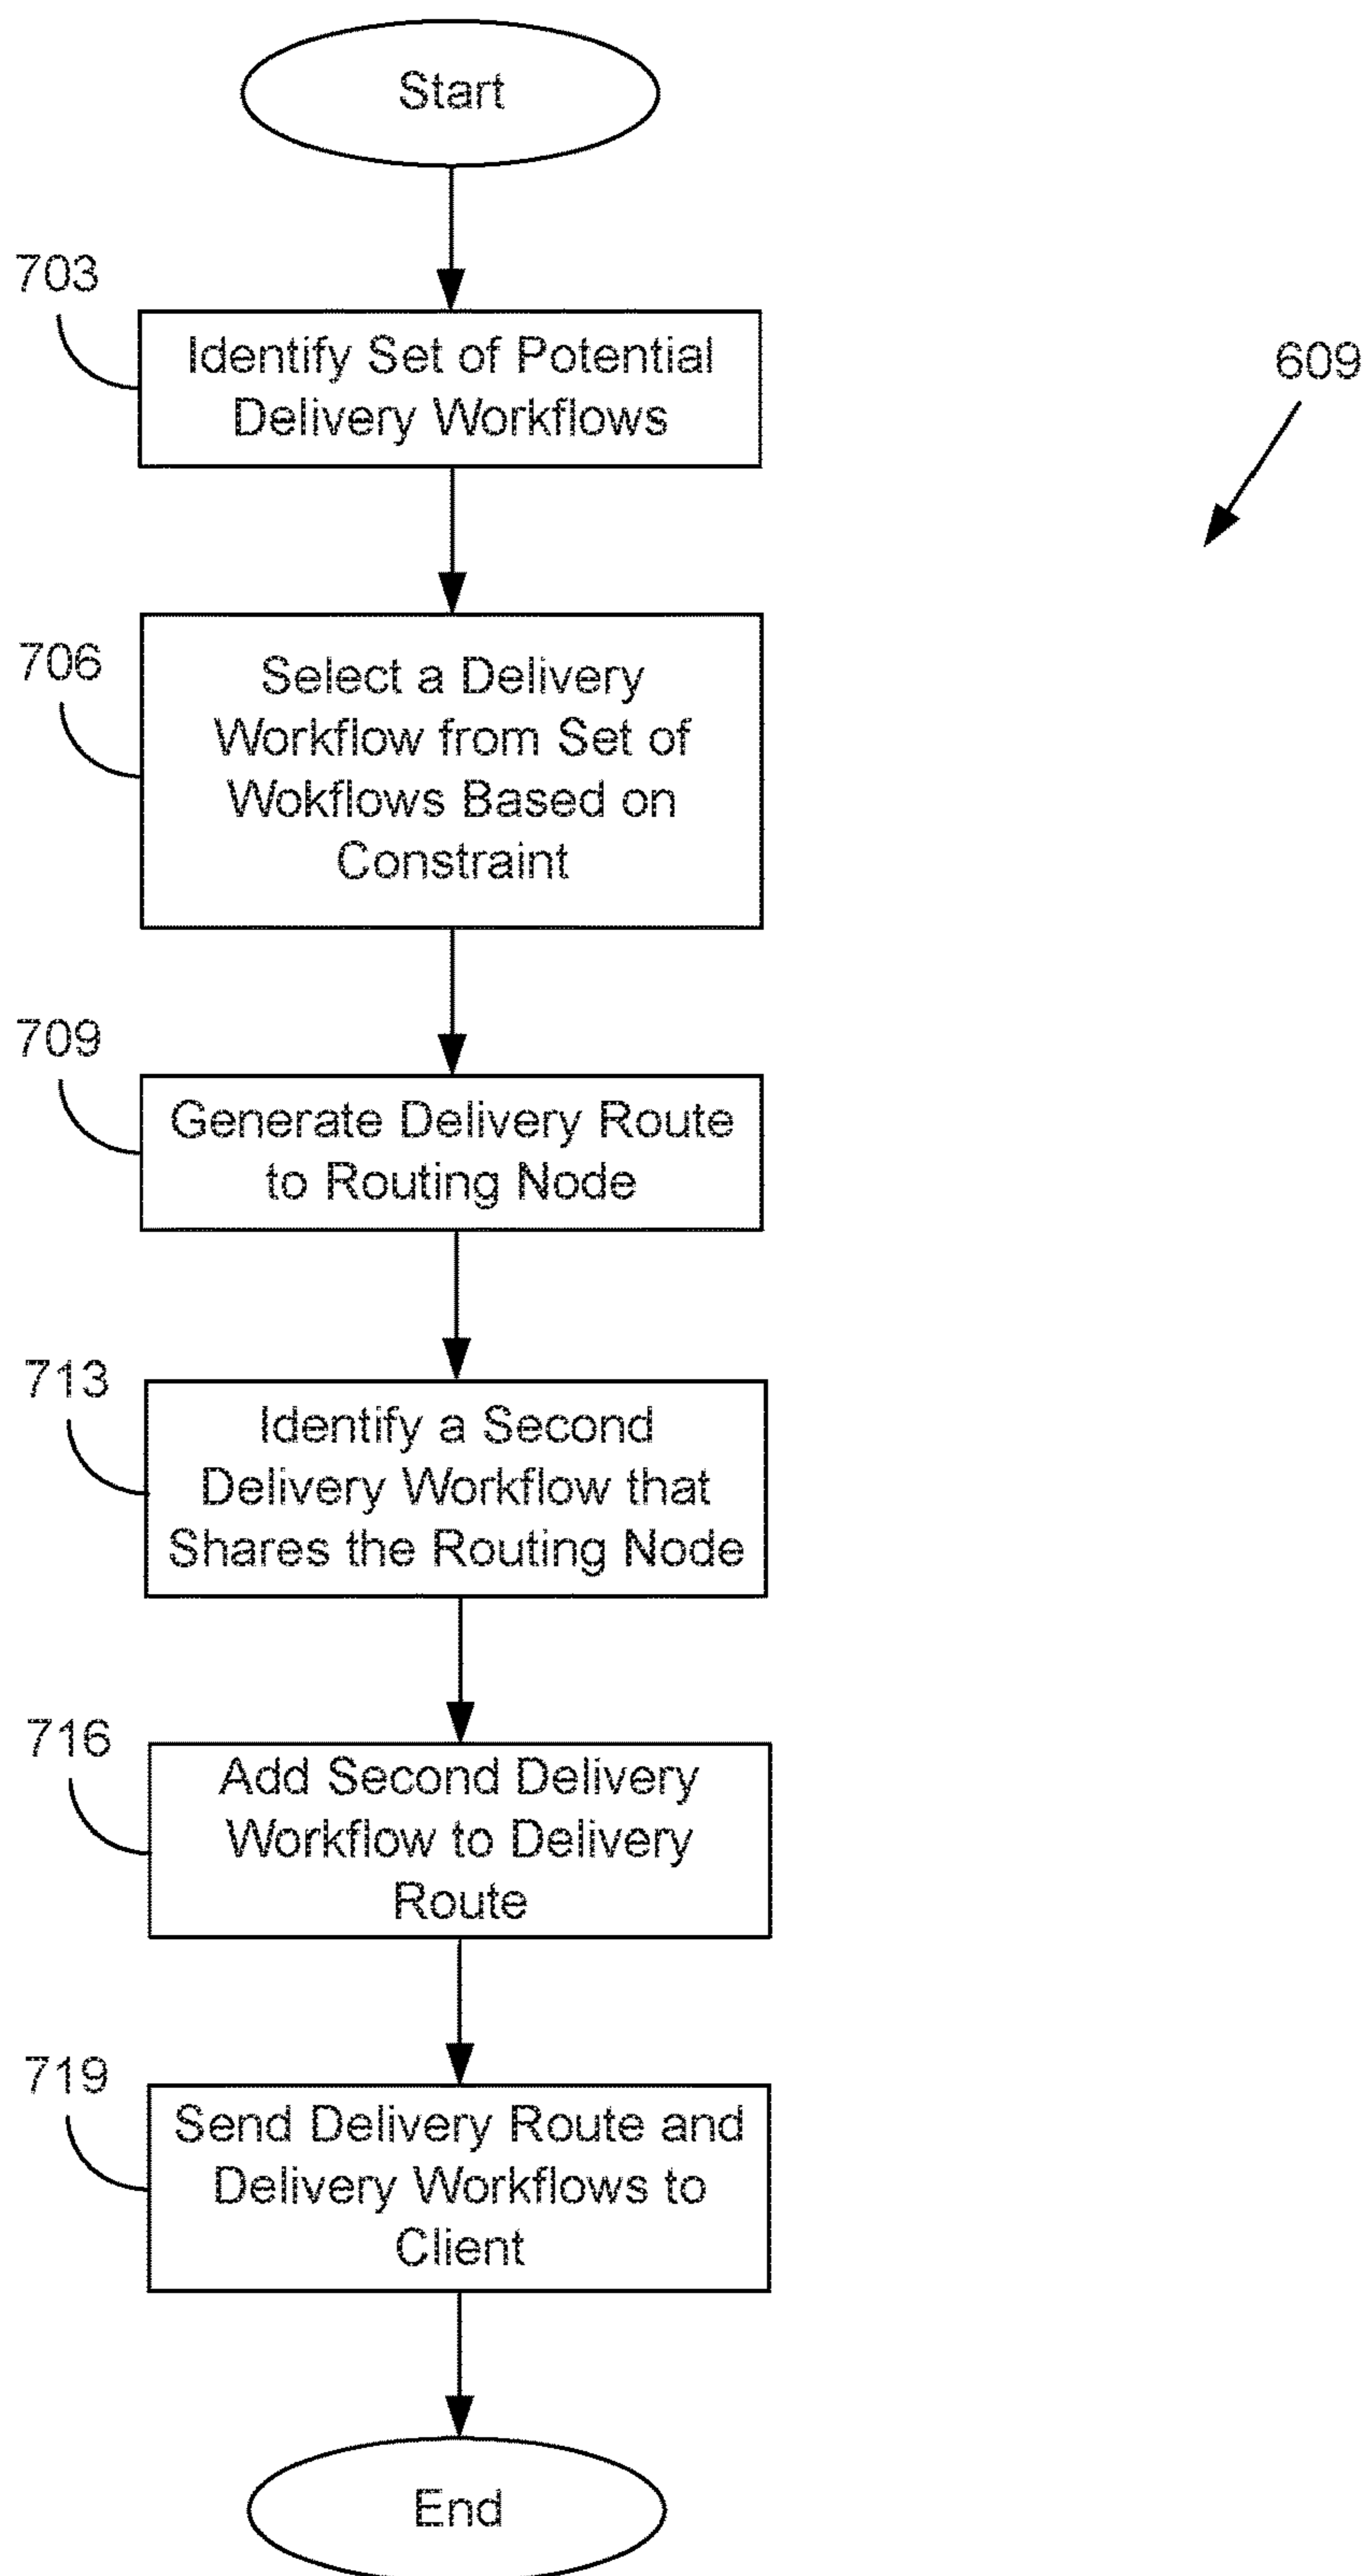 Start
703
Identify Set of Potential
Delivery Workflows
609
706
Select a Delivery
Workflow from Set of
Wokflows Based on
Constraint
709
Generate Delivery Route
to Routing Node
713
Identify a Second
Delivery Workflow that
Shares the Routing Node
716
Add Second Delivery
Workflow to Delivery
Route
719
Send Delivery Route and
Delivery Workflows to
Client
End